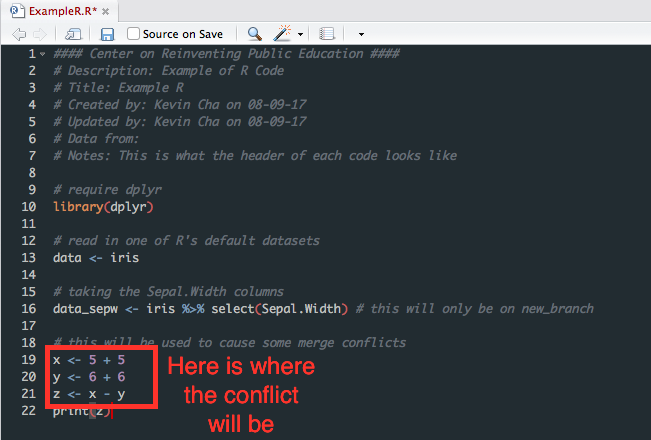 ExampleR.R*
Source on Save
1 #### Center on Reinventing Public Education ####
2 # Description: Example of R Code
3 # Title: Example R
4 # Created by: Kevin Cha on 08-09-17
5 # Updated by: Kevin Cha on 08-09-17
6 # Data from:
7 # Notes: This is what the header of each code looks like
8
9 # require dplyr
10 library(dplyr)
11
12 # read in one of R's default datasets
13 data <- iris
14
15 # taking the Sepal.Width columns
16 data_sepw <- iris %>% select(Sepal.Width) # this will only be on new_branch
17
18 # this will be used to cause some merge conflicts
19 x <- 5 + 5
20 y <- 6 + 6
21 z <- x - y
22 print(z)
Here is where
the conflict
will be